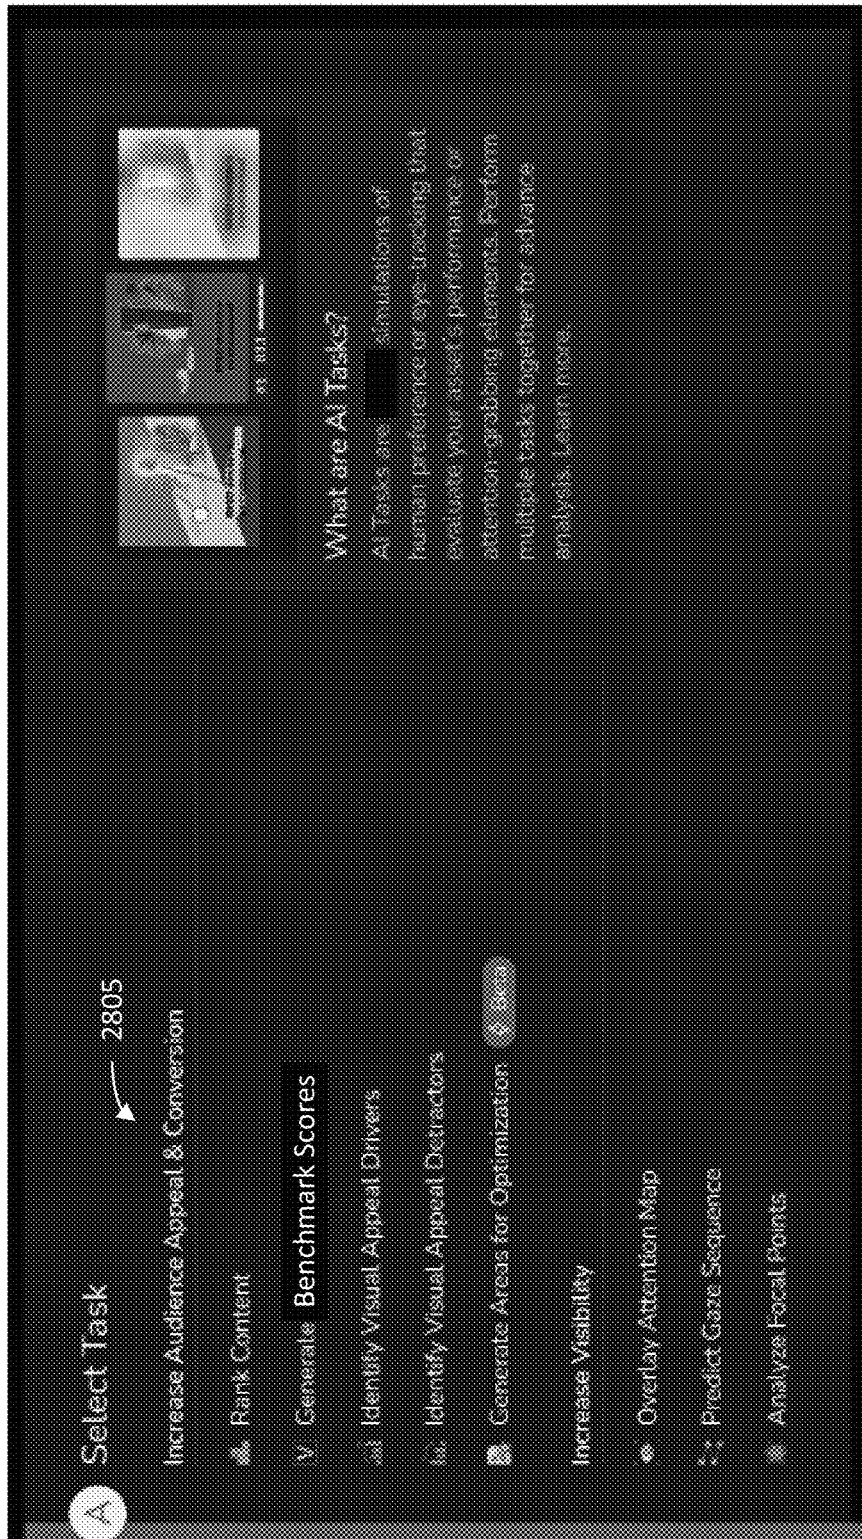 A
Select Task
2805
Increase Audience Appeal & Conversion
Rank Content
Generate Benchmark Scores
Identify Visual Appeal Drivers
Identify Visual Appeal Detractors
Generate Areas for Optimization Beta
Increase Visibility
Overlay Attention Map
Predict Gaze Sequence
Analyze Focal Points
What are AI Tasks?
AI Tasks are simulations of
human preference or eye-tracking that
evaluate your asset's performance or
attention-grabbing elements. Perform
multiple tasks together for advance
analysis. Learn more.